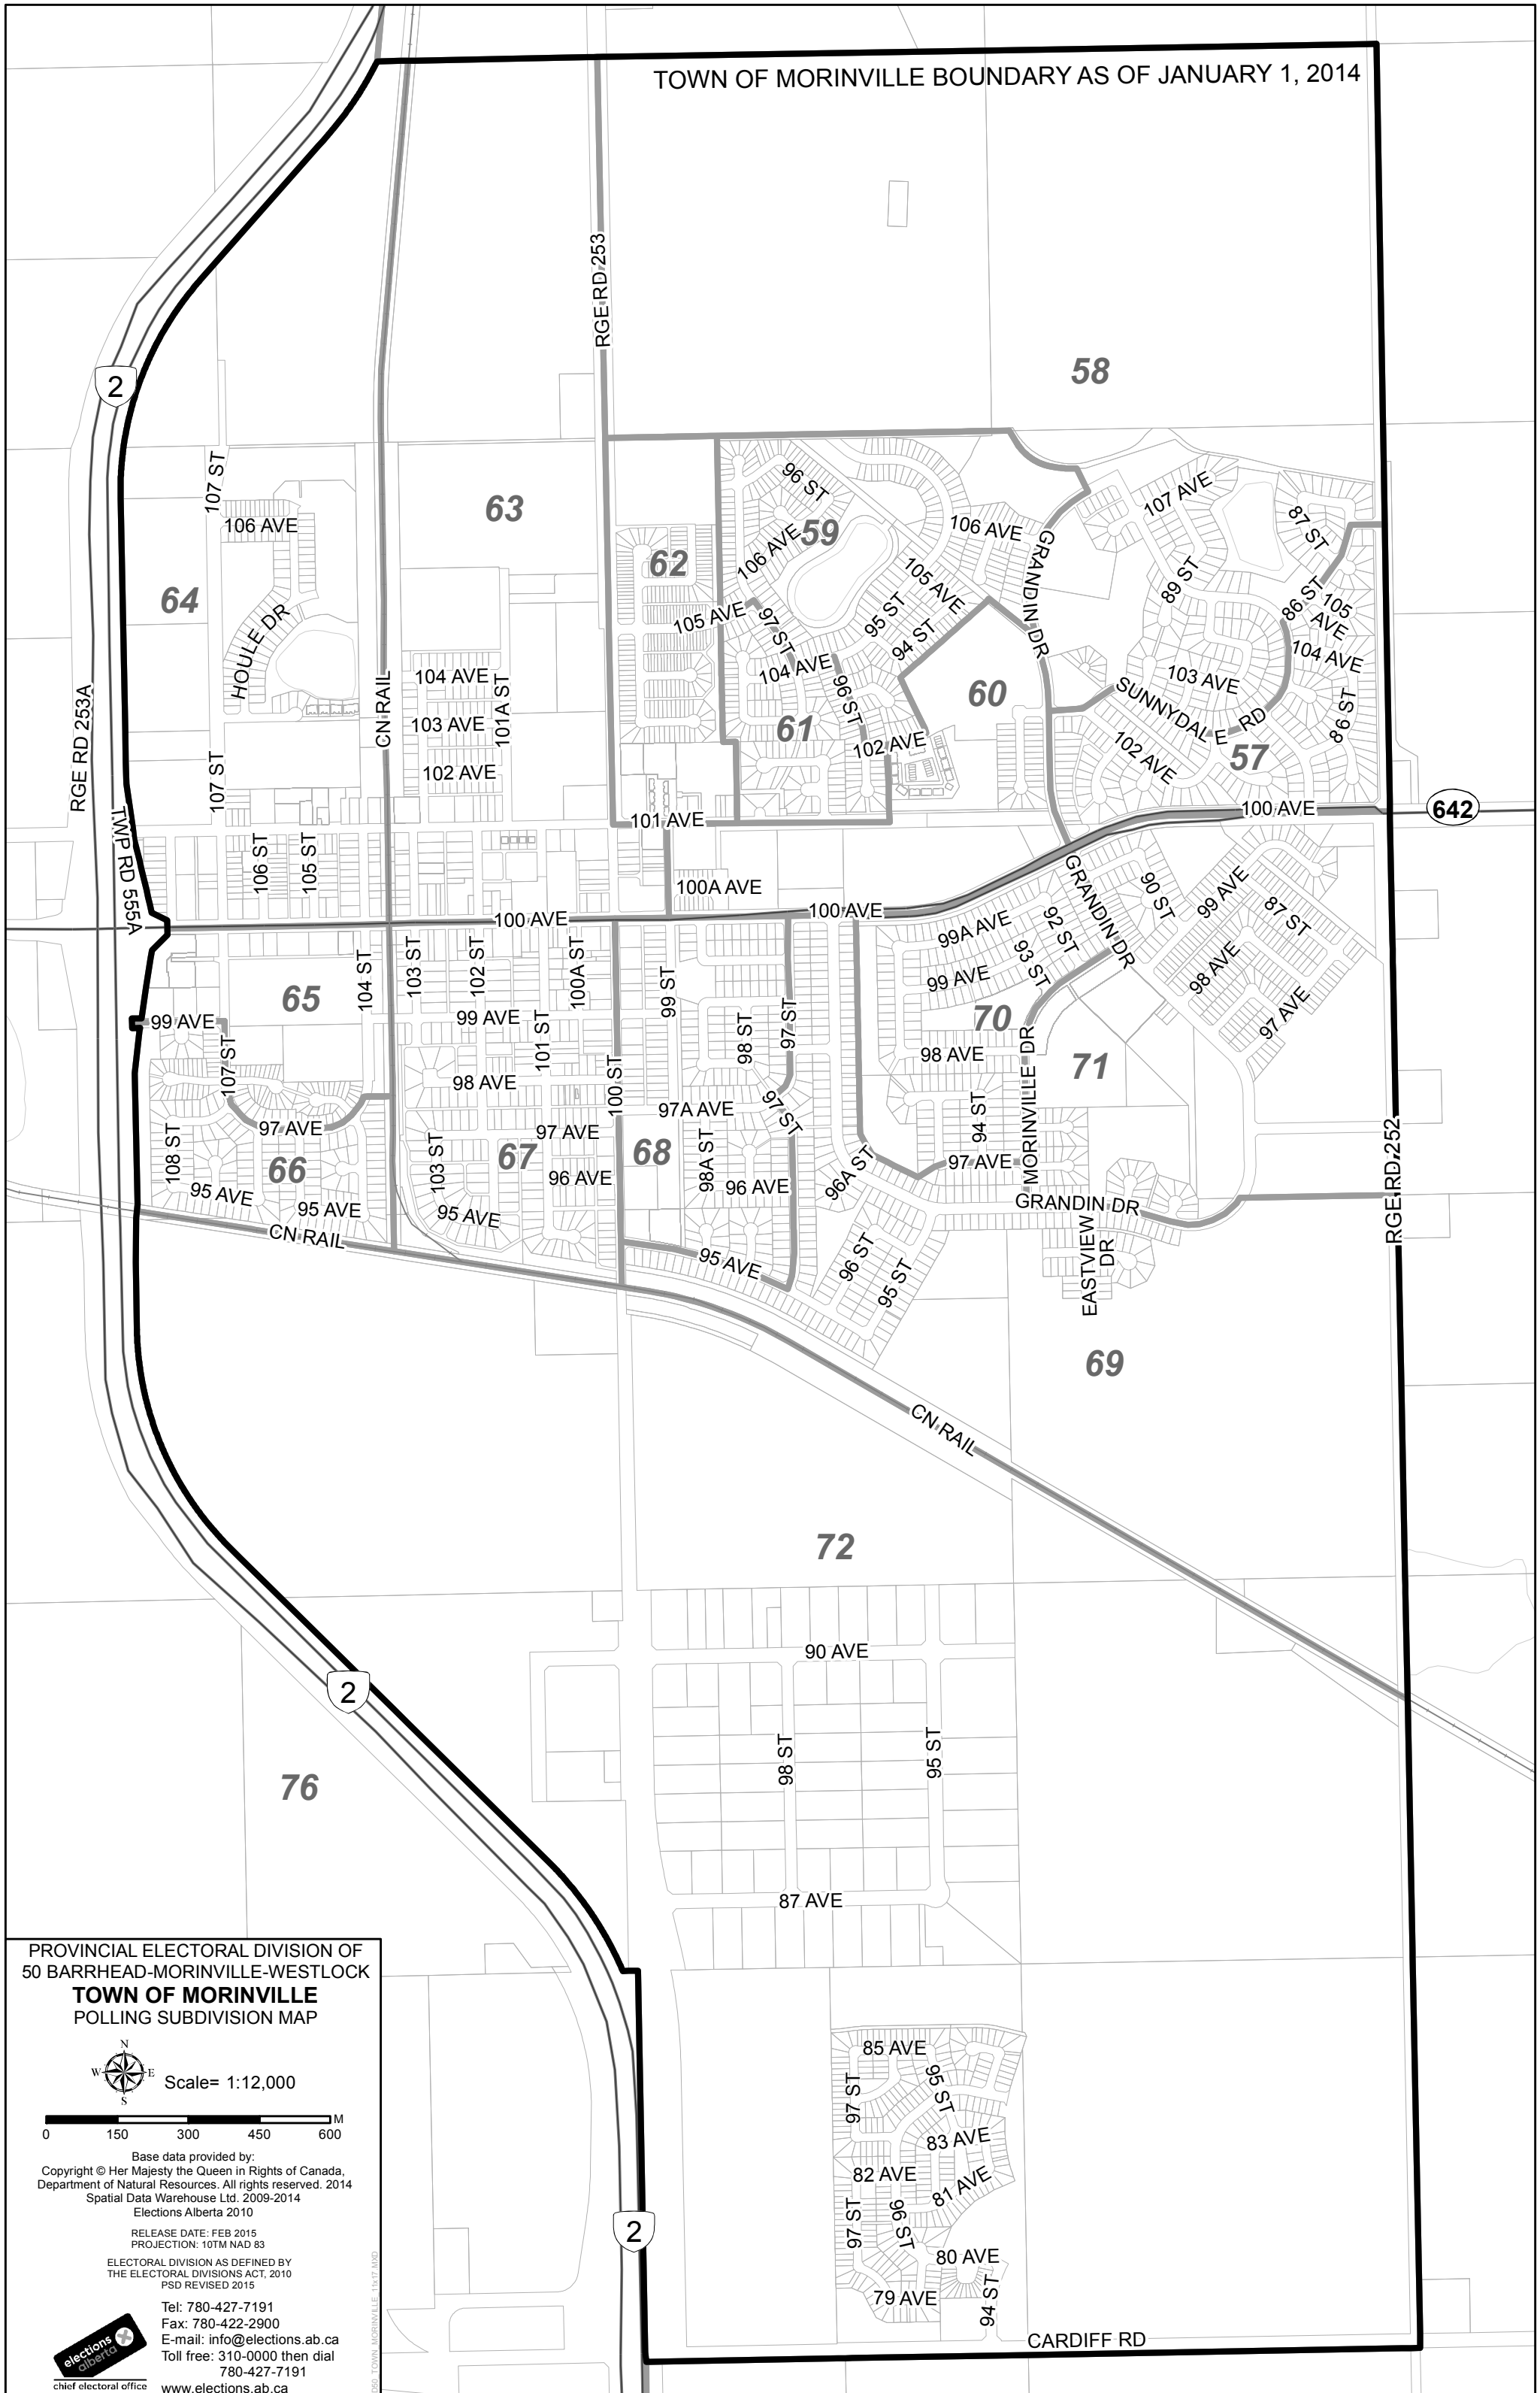 TOWN OF MORINVILLE BOUNDARY AS OF JANUARY 1, 2014
RGE RD 253
58
2
107 ST
63
96 ST
107 AVE
87 ST
106 AVE
59
106 AVE
GRANDIN DR
62
106 AVE
64
105 AVE
89 ST
86 ST
105
AVE
HOULE DR
105 AVE
97 ST
95 ST
94 ST
104 AVE
104 AVE
104 AVE
103 AVE
RGE RD 253A
CN RAIL
101A ST
96 ST
60
SUNNYDALE RD
86 ST
103 AVE
61
102 AVE
102 AVE
57
107 ST
102 AVE
100 AVE
642
TWP RD 555A
101 AVE
106 ST
105 ST
100A AVE
GRANDIN DR
90 ST
99 AVE
87 ST
100 AVE
100 AVE
99A AVE
92 ST
93 ST
104 ST
103 ST
102 ST
100A ST
99 ST
99 AVE
98 AVE
65
97 AVE
99 AVE
99 AVE
101 ST
98 ST
97 ST
70
107 ST
98 AVE
71
98 AVE
100 ST
MORINVILLE DR
97 AVE
97A AVE
97 ST
94 ST
108 ST
97 AVE
RGE RD 252
66
103 ST
67
68
98A ST
96A ST
97 AVE
96 AVE
96 AVE
95 AVE
95 AVE
95 AVE
GRANDIN DR
CN RAIL
95 AVE
96 ST
95 ST
EASTVIEW
DR
69
CN RAIL
72
90 AVE
2
98 ST
95 ST
76
87 AVE
85 AVE
97 ST
95 ST
83 AVE
82 AVE
81 AVE
97 ST
96 ST
2
80 AVE
79 AVE
94 ST
CARDIFF RD
PROVINCIAL ELECTORAL DIVISION OF
50 BARRHEAD-MORINVILLE-WESTLOCK
TOWN OF MORINVILLE
POLLING SUBDIVISION MAP
N
W E
S
Scale= 1:12,000
M
0 150 300 450 600
Base data provided by:
Copyright © Her Majesty the Queen in Rights of Canada,
Department of Natural Resources. All rights reserved. 2014
Spatial Data Warehouse Ltd. 2009-2014
Elections Alberta 2010
RELEASE DATE: FEB 2015
PROJECTION: 10TM NAD 83
ELECTORAL DIVISION AS DEFINED BY
THE ELECTORAL DIVISIONS ACT, 2010
PSD REVISED 2015
elections
alberta
chief electoral office
Tel: 780-427-7191
Fax: 780-422-2900
E-mail: info@elections.ab.ca
Toll free: 310-0000 then dial
780-427-7191
www.elections.ab.ca